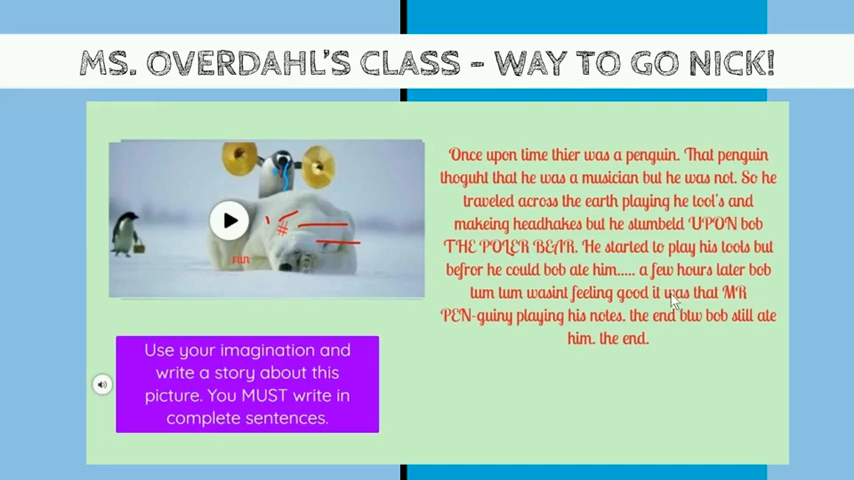 MS. OVERDAHL'S CLASS - WAY TO GO NICK!
Once upon time thier was a penguin. That penguin
thoguht that he was a musician but he was not. So he
traveled across the earth playing he tool's and
makeing headhakes but he stumbeld UPON bob
THE POLER BEAR. He started to play his tools but
befror he could bob ate him..... a few hours later bob
tum tum wasint feeling good it was that MR
PEN-guiny playing his notes. the end btw bob still ate
him. the end.
#
run
Use your imagination and
write a story about this
picture. You MUST write in
complete sentences.